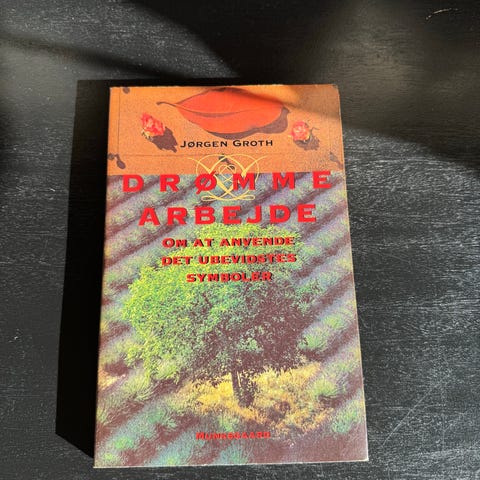 JØRGEN GROTH
DRØMME
ARBEJDE
OM AT ANVENDE
DET UBEVIDSTES
SYMBOLER
MUNKSGAARD